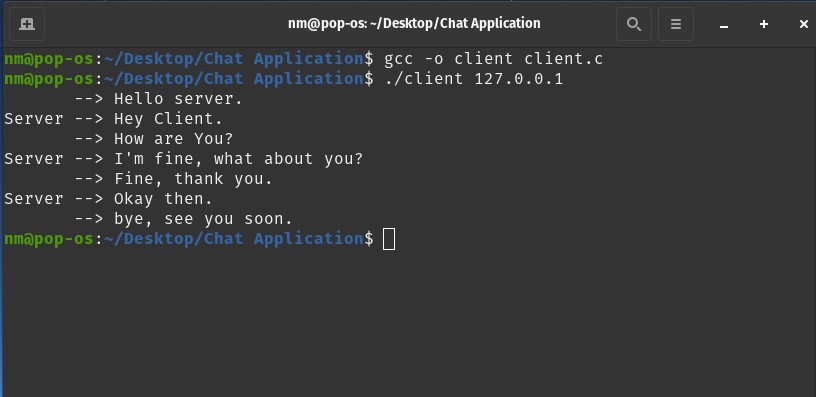 nm@pop-os: ~/Desktop/Chat Application
nm@pop-os:~/Desktop/Chat Application$ gcc -o client client.c
nm@pop-os:~/Desktop/Chat Application$ ./client 127.0.0.1
       --> Hello server.
Server --> Hey Client.
       --> How are You?
Server --> I'm fine, what about you?
       --> Fine, thank you.
Server --> Okay then.
       --> bye, see you soon.
nm@pop-os:~/Desktop/Chat Application$